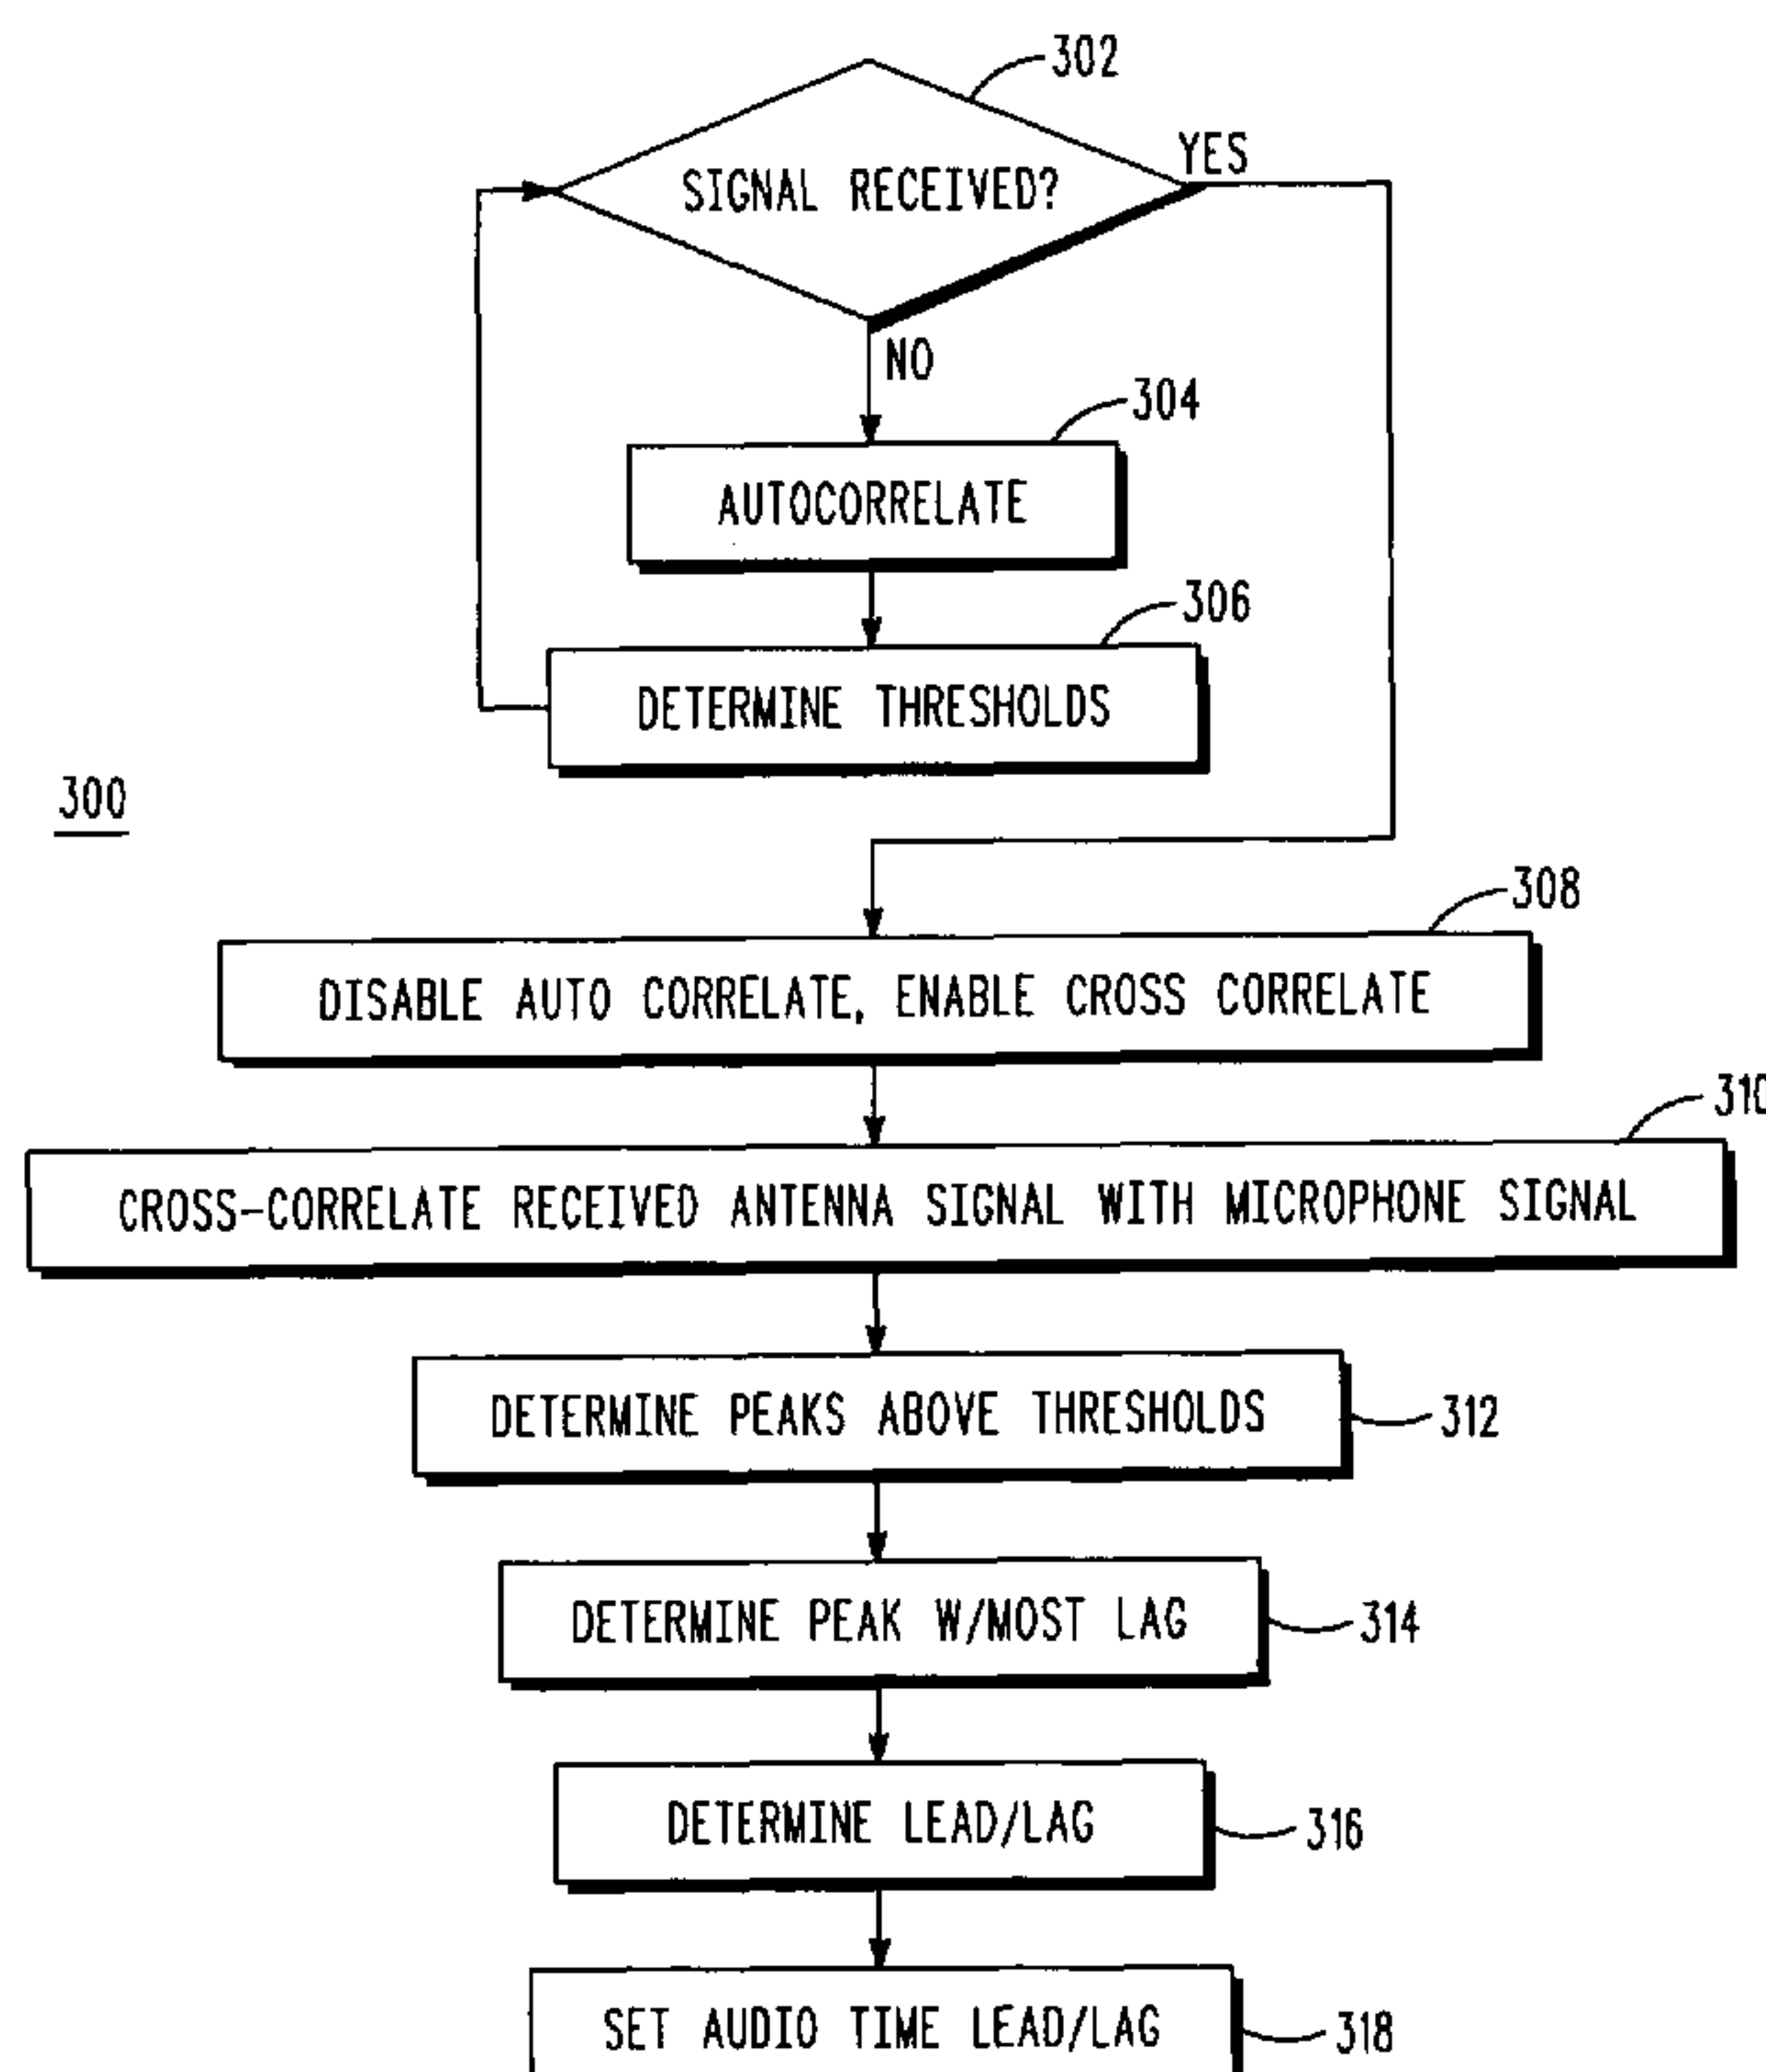 302
YES
SIGNAL RECEIVED?
NO
304
AUTOCORRELATE
306
DETERMINE THRESHOLDS
300
308
DISABLE AUTO CORRELATE, ENABLE CROSS CORRELATE
310
CROSS-CORRELATE RECEIVED ANTENNA SIGNAL WITH MICROPHONE SIGNAL
DETERMINE PEAKS ABOVE THRESHOLDS
312
DETERMINE PEAK W/MOST LAG
314
DETERMINE LEAD/LAG
316
SET AUDIO TIME LEAD/LAG
318